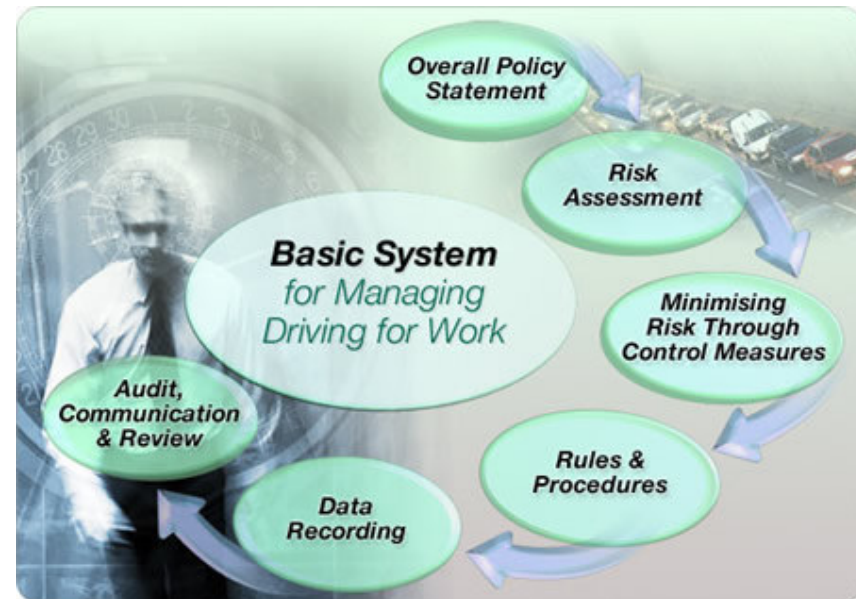 Overall Policy
Statement
Risk
Assessment
Basic System
for Managing
Driving for Work
Minimising
Risk Through
Control Measures
Rules &
Procedures
Data
Recording
Audit,
Communication
& Review